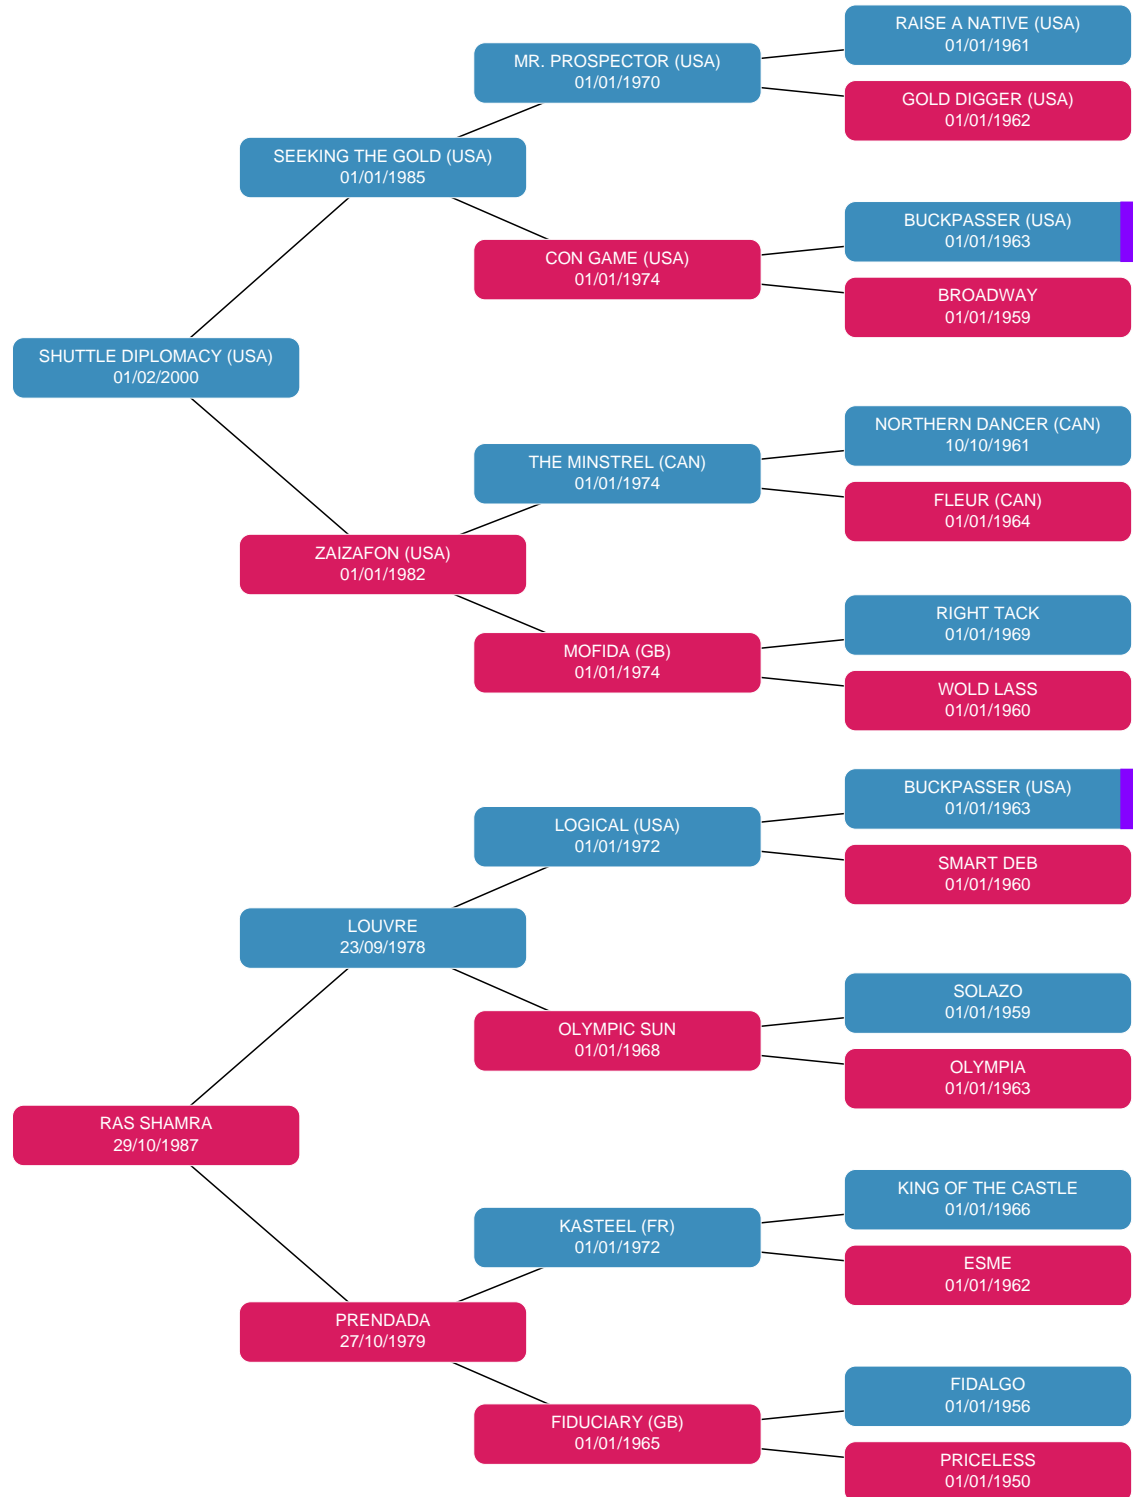 RAISE A NATIVE (USA)
01/01/1961
MR. PROSPECTOR (USA)
01/01/1970
GOLD DIGGER (USA)
01/01/1962
SEEKING THE GOLD (USA)
01/01/1985
BUCKPASSER (USA)
01/01/1963
CON GAME (USA)
01/01/1974
BROADWAY
01/01/1959
SHUTTLE DIPLOMACY (USA)
01/02/2000
NORTHERN DANCER (CAN)
10/10/1961
THE MINSTREL (CAN)
01/01/1974
FLEUR (CAN)
01/01/1964
ZAIZAFON (USA)
01/01/1982
RIGHT TACK
01/01/1969
MOFIDA (GB)
01/01/1974
WOLD LASS
01/01/1960
BUCKPASSER (USA)
01/01/1963
LOGICAL (USA)
01/01/1972
SMART DEB
01/01/1960
LOUVRE
23/09/1978
SOLAZO
01/01/1959
OLYMPIC SUN
01/01/1968
OLYMPIA
01/01/1963
RAS SHAMRA
29/10/1987
KING OF THE CASTLE
01/01/1966
KASTEEL (FR)
01/01/1972
ESME
01/01/1962
PRENDADA
27/10/1979
FIDALGO
01/01/1956
FIDUCIARY (GB)
01/01/1965
PRICELESS
01/01/1950